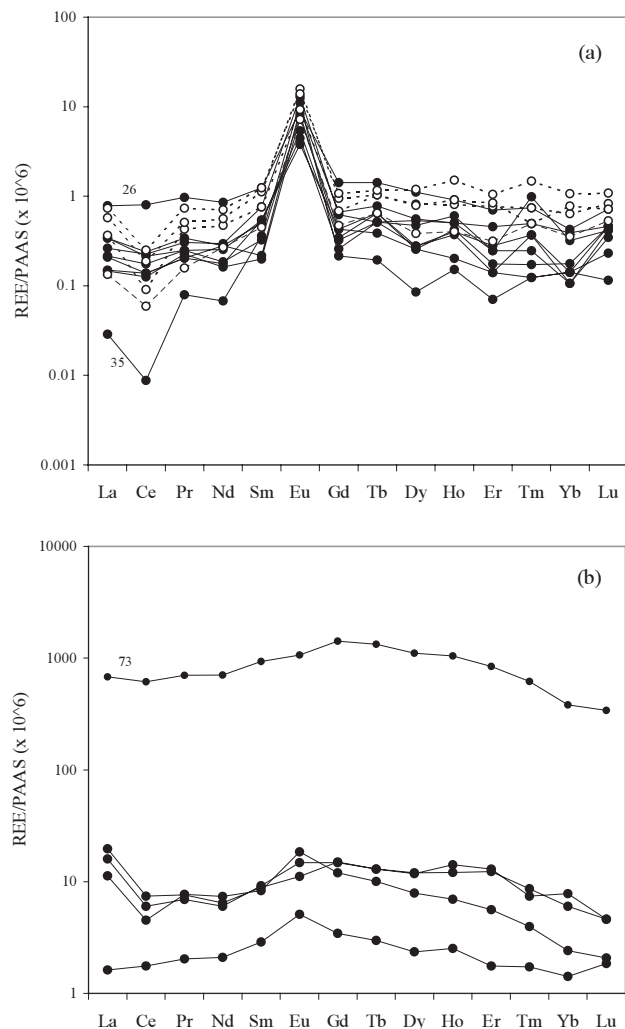 100
(a)
10
26
1
REE/PAAS (x 10^6)
0.1
35
0.01
0.001
La Ce Pr Nd Sm Eu Gd Tb Dy Ho Er Tm Yb Lu
10000
(b)
73
1000
REE/PAAS (x 10^6)
100
10
1
La Ce Pr Nd Sm Eu Gd Tb Dy Ho Er Tm Yb Lu